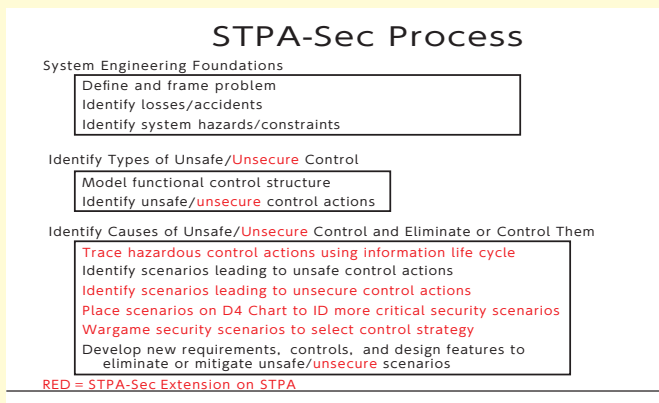 STPA-Sec Process
System Engineering Foundations
Define and frame problem
Identify losses/accidents
Identify system hazards/constraints
Identify Types of Unsafe/Unsecure Control
Model functional control structure
Identify unsafe/unsecure control actions
Identify Causes of Unsafe/Unsecure Control and Eliminate or Control Them
Trace hazardous control actions using information life cycle
Identify scenarios leading to unsafe control actions
Identify scenarios leading to unsecure control actions
Place scenarios on D4 Chart to ID more critical security scenarios
Wargame security scenarios to select control strategy
Develop new requirements, controls, and design features to
eliminate or mitigate unsafe/unsecure scenarios
RED = STPA-Sec Extension on STPA